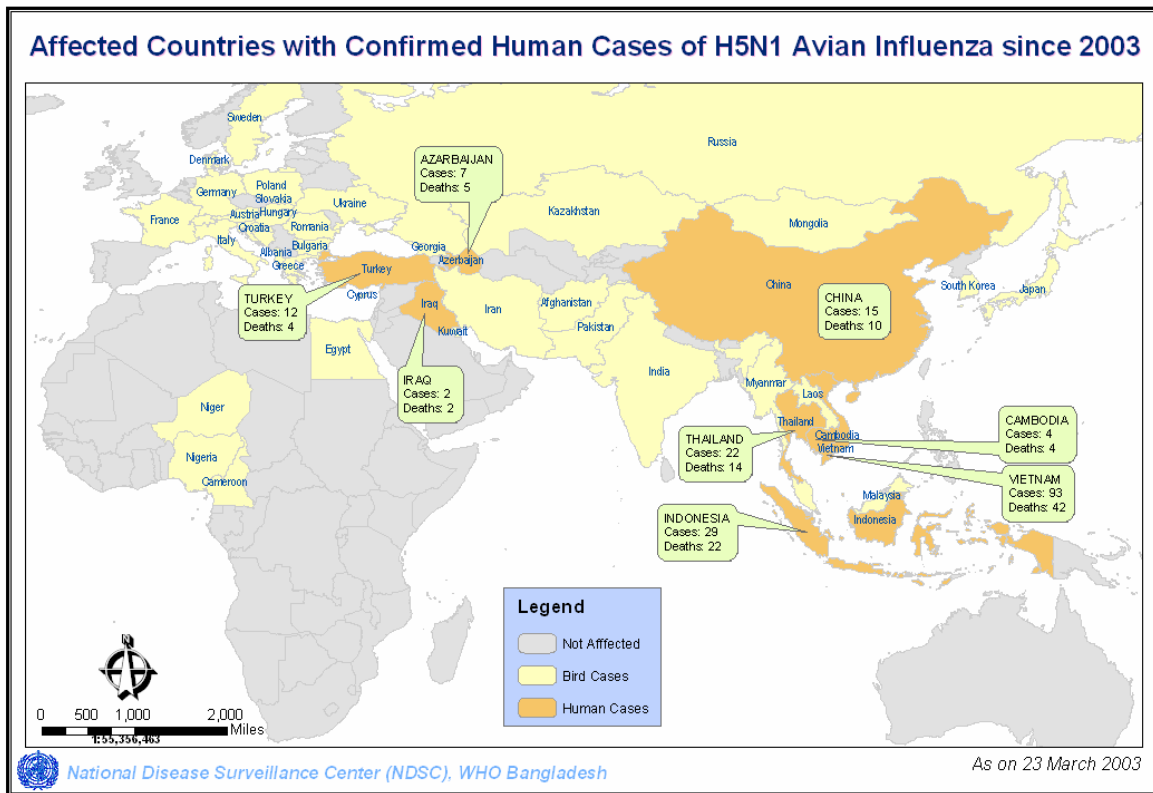 Affected Countries with Confirmed Human Cases of H5N1 Avian Influenza since 2003
Sweden
Russia
Denmark
AZARBAIJAN
Cases: 7
Deaths: 5
Germany
Poland
Slovakia
Ukraine
Kazakhstan
France
Austria
Hungary
Mongolia
Croatia
Romania
Italy
Albania
Bulgaria
Georgia
Greece
Azerbaijan
Turkey
China
South Korea
Japan
TURKEY
Cases: 12
Deaths: 4
Cyprus
Iraq
Iran
Afghanistan
CHINA
Cases: 15
Deaths: 10
Kuwait
Pakistan
Egypt
IRAQ
Cases: 2
Deaths: 2
India
Myanmar
Laos
Niger
Thailand
CAMBODIA
Cases: 4
Deaths: 4
THAILAND
Cases: 22
Deaths: 14
Cambodia
Vietnam
Nigeria
Cameroon
VIETNAM
Cases: 93
Deaths: 42
Malaysia
INDONESIA
Cases: 29
Deaths: 22
Indonesia
Legend
Not Afffected
Bird Cases
Human Cases
N
0 500 1,000 2,000
Miles
1:55,356,463
National Disease Surveillance Center (NDSC), WHO Bangladesh
As on 23 March 2003